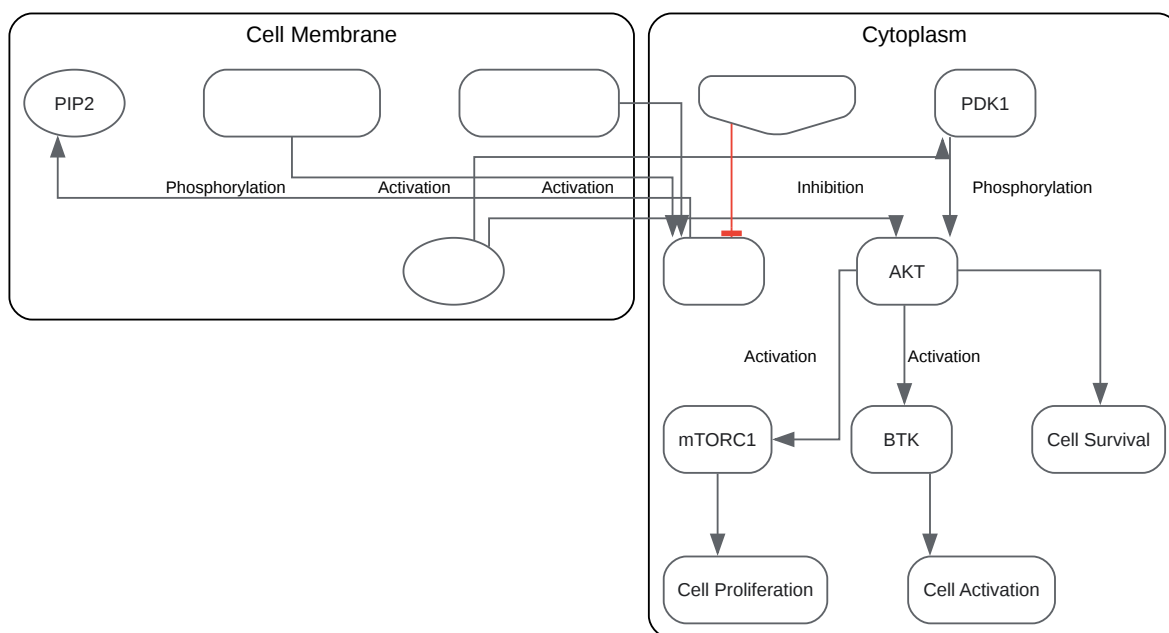 Cell Membrane
Cytoplasm
PIP2
PDK1
Phosphorylation
Activation
Activation
Inhibition
Phosphorylation
AKT
Activation
Activation
mTORC1
BTK
Cell Survival
Cell Proliferation
Cell Activation